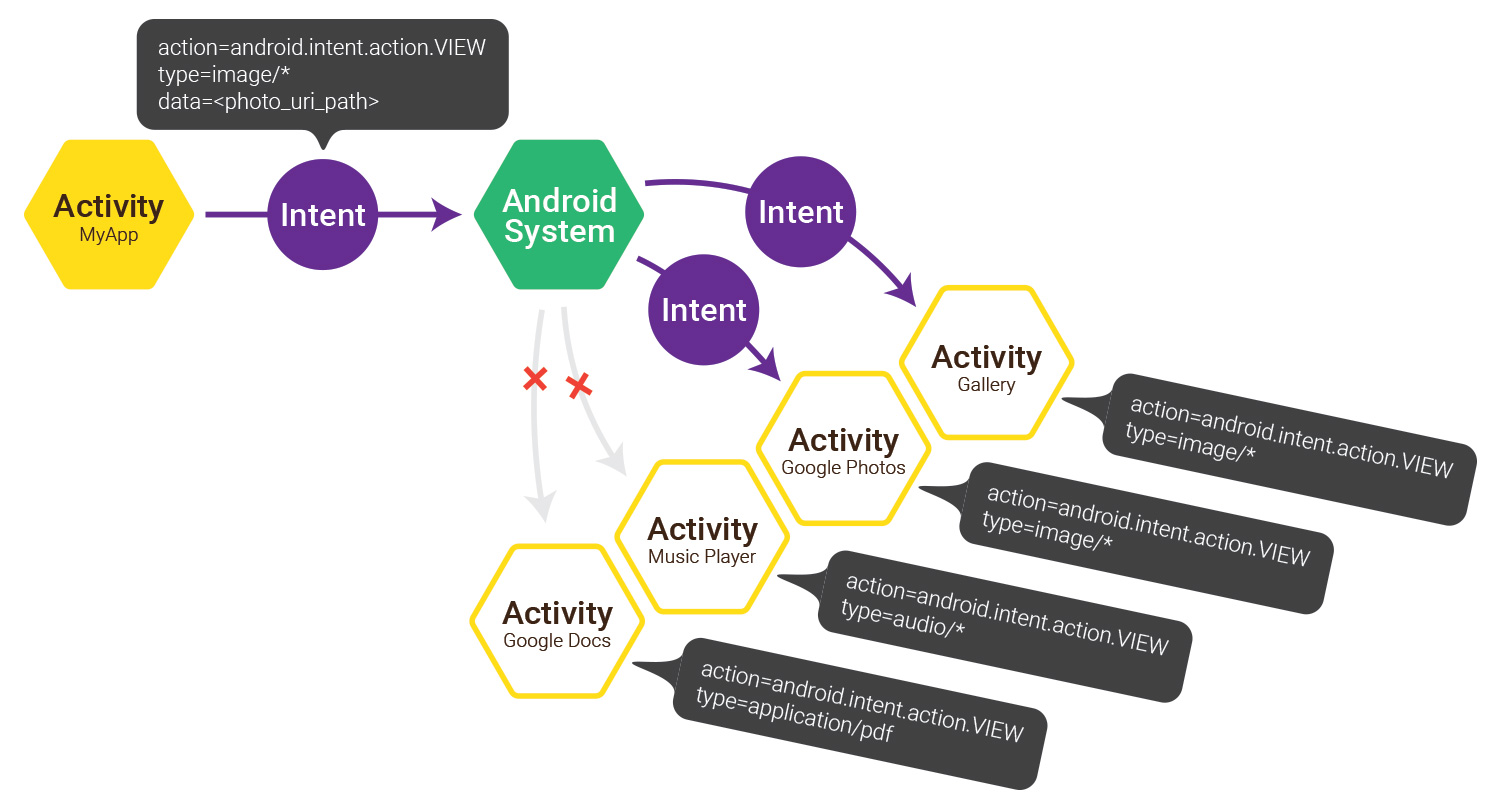 action=android.intent.action.VIEW
type=image/*
data=<photo_uri_path>
Activity
MyApp
Intent
Android
System
Intent
Intent
Activity
Gallery
action=android.intent.action.VIEW
type=image/*
Activity
Google Photos
action=android.intent.action.VIEW
type=image/*
Activity
Music Player
action=android.intent.action.VIEW
type=audio/*
Activity
Google Docs
action=android.intent.action.VIEW
type=application/pdf